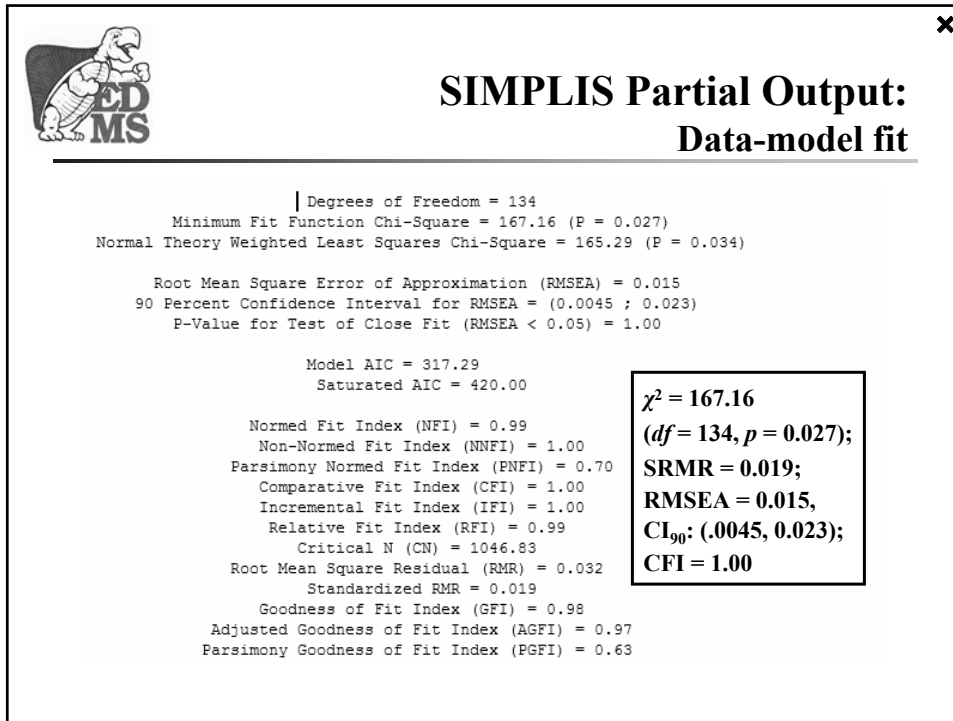 ED
MS
SIMPLIS Partial Output:
Data-model fit
Degrees of Freedom = 134
Minimum Fit Function Chi-Square = 167.16 (P = 0.027)
Normal Theory Weighted Least Squares Chi-Square = 165.29 (P = 0.034)
Root Mean Square Error of Approximation (RMSEA) = 0.015
90 Percent Confidence Interval for RMSEA = (0.0045 ; 0.023)
P-Value for Test of Close Fit (RMSEA < 0.05) = 1.00
Model AIC = 317.29
Saturated AIC = 420.00
Normed Fit Index (NFI) = 0.99
Non-Normed Fit Index (NNFI) = 1.00
Parsimony Normed Fit Index (PNFI) = 0.70
Comparative Fit Index (CFI) = 1.00
Incremental Fit Index (IFI) = 1.00
Relative Fit Index (RFI) = 0.99
Critical N (CN) = 1046.83
Root Mean Square Residual (RMR) = 0.032
Standardized RMR = 0.019
Goodness of Fit Index (GFI) = 0.98
Adjusted Goodness of Fit Index (AGFI) = 0.97
Parsimony Goodness of Fit Index (PGFI) = 0.63
χ² = 167.16
(df = 134, p = 0.027);
SRMR = 0.019;
RMSEA = 0.015,
CI₉₀: (.0045, 0.023);
CFI = 1.00